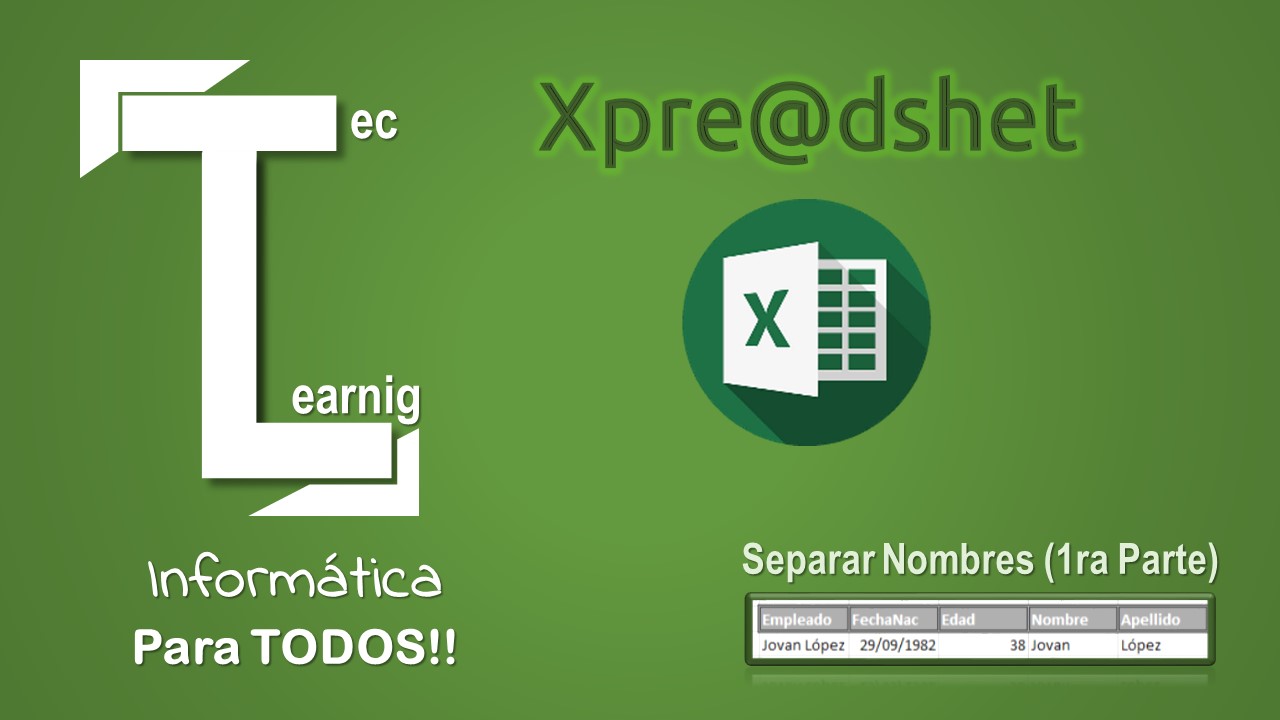 Tec
Learnig
Informática
Para TODOS!!
Xpre@dshet
X
Separar Nombres (1ra Parte)
Empleado FechaNac Edad Nombre Apellido
Jovan López 29/09/1982 38 Jovan López